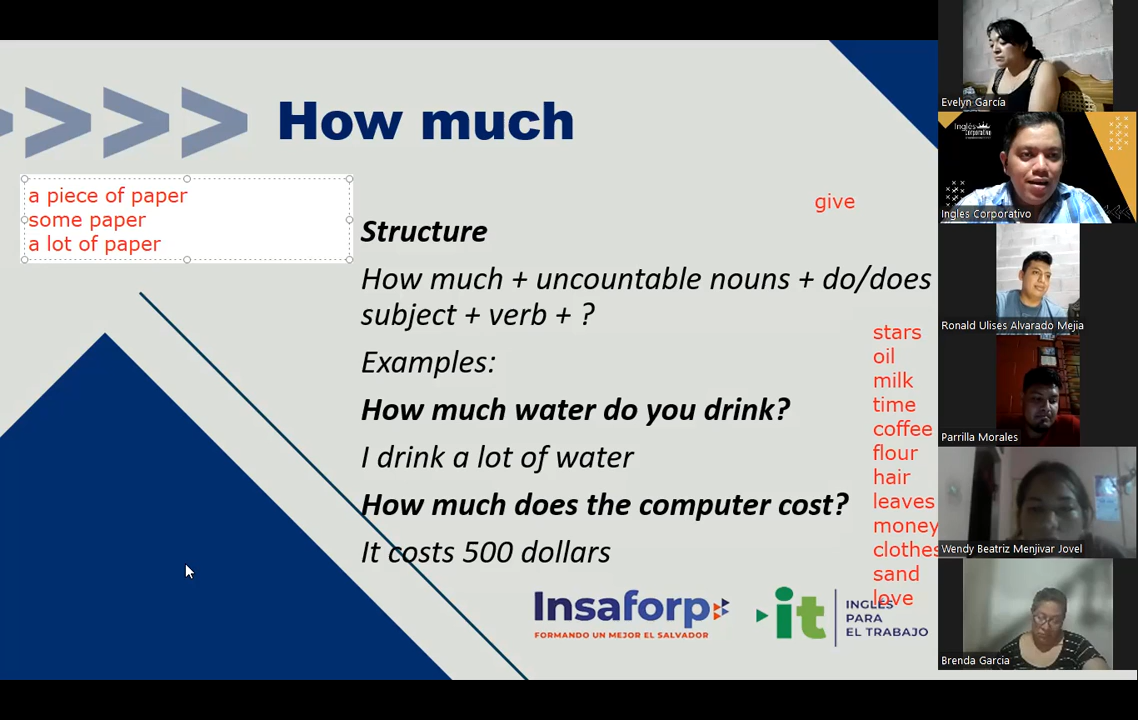 How much
a piece of paper
some paper
a lot of paper
give
Structure
How much + uncountable nouns + do/does
subject + verb + ?
Examples:
How much water do you drink?
I drink a lot of water
How much does the computer cost?
It costs 500 dollars
stars
oil
milk
time
coffee
flour
hair
leaves
money
clothes
sand
love
Insaforp
FORMANDO UN MEJOR EL SALVADOR
it
INGLÉS
PARA
EL TRABAJO
Evelyn García
Inglés
Corporativo
Ingles Corporativo
Ronald Ulises Alvarado Mejia
Parrilla Morales
Wendy Beatriz Menjivar Jovel
Brenda Garcia